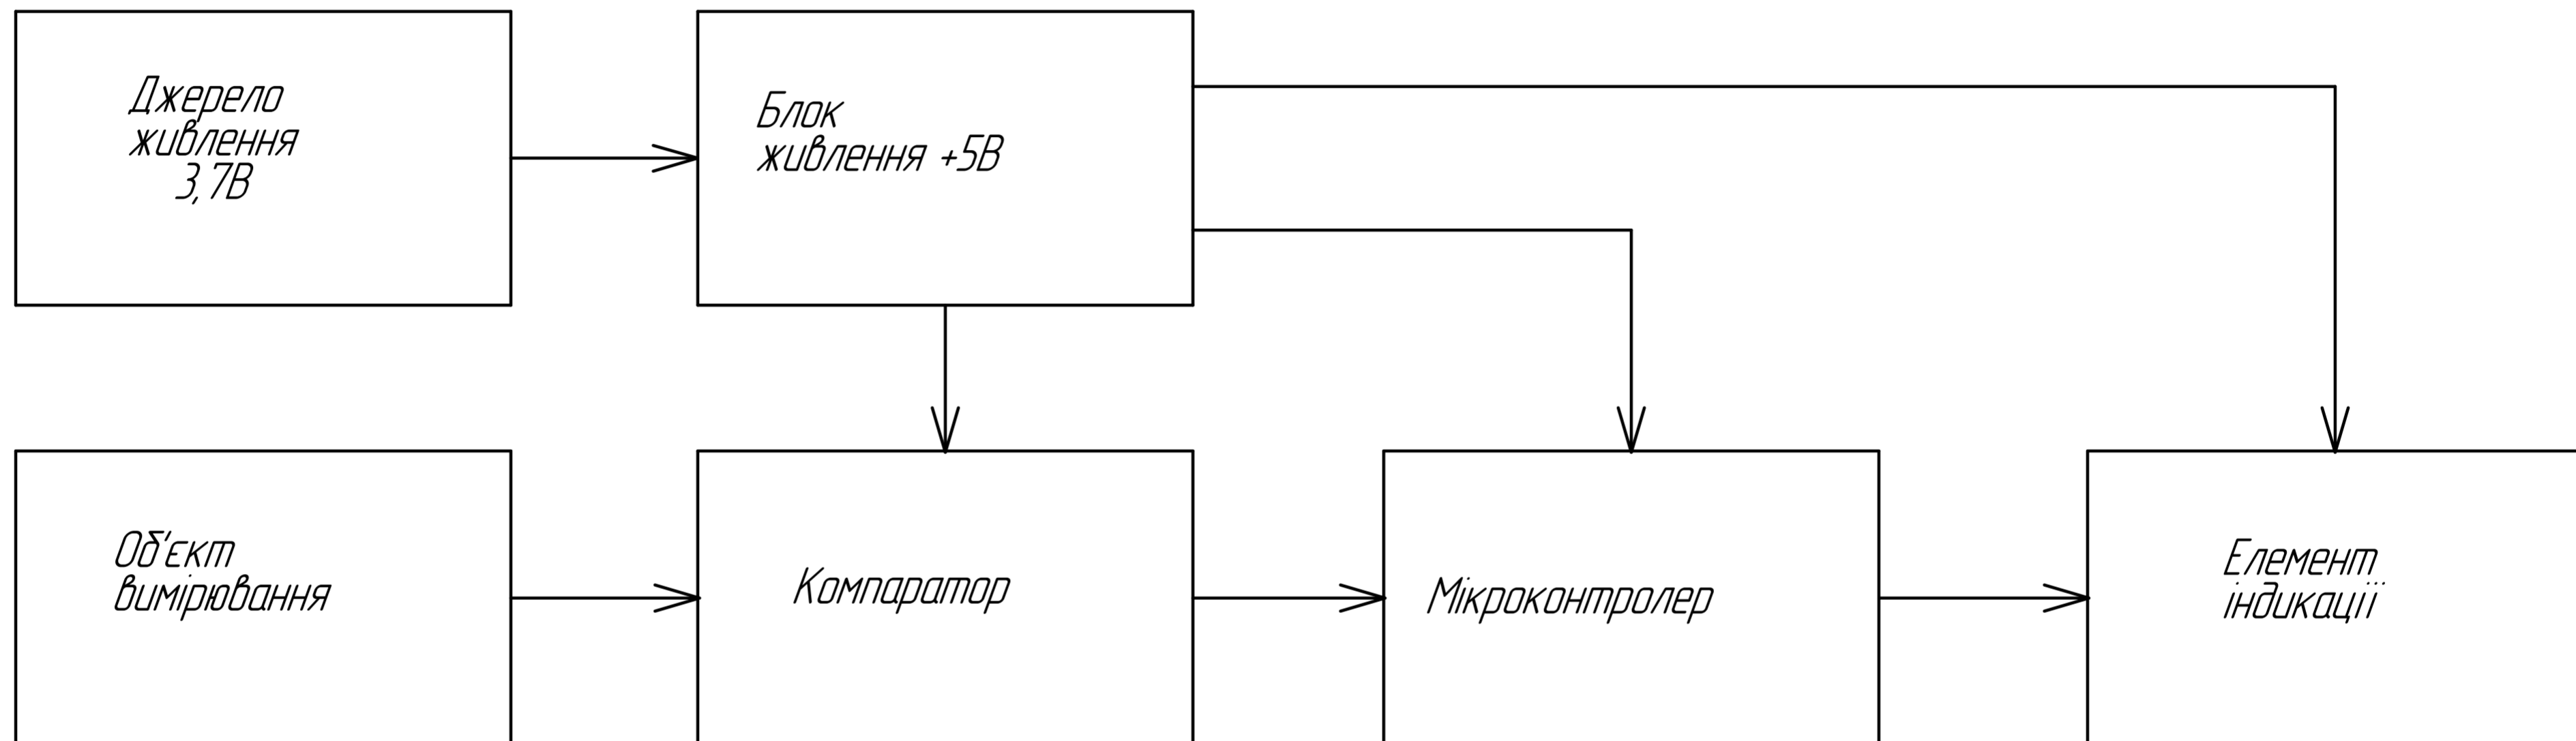 Джерело
живлення
3,7В
Блок
живлення +5В
Об'єкт
вимірювання
Компаратор
Мікроконтролер
Елемент
індикації